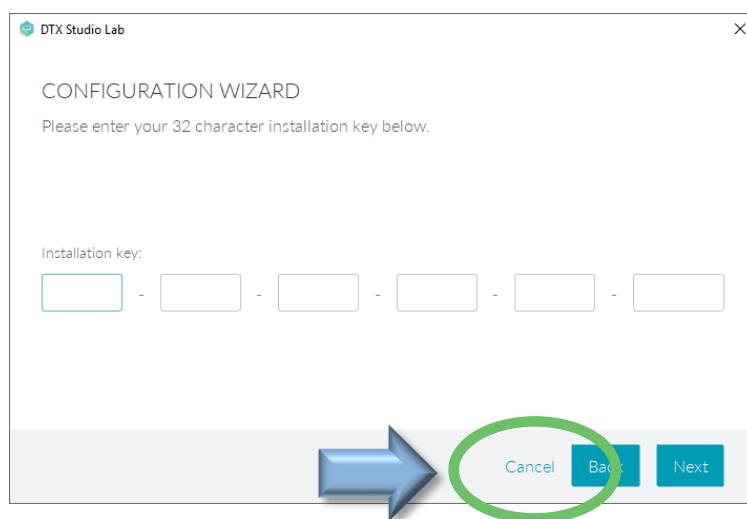 DTX Studio Lab
CONFIGURATION WIZARD
Please enter your 32 character installation key below.
Installation key:
- - - - -
Cancel Back Next